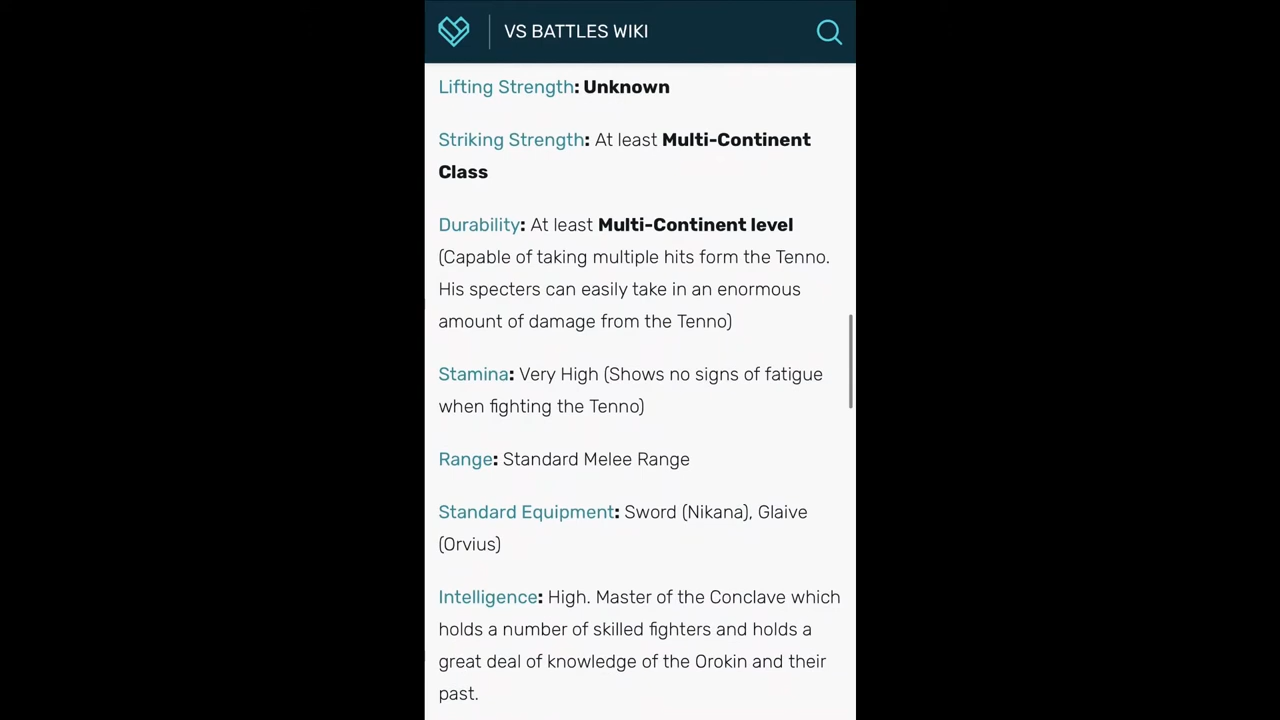 VS BATTLES WIKI
Lifting Strength: Unknown
Striking Strength: At least Multi-Continent
Class
Durability: At least Multi-Continent level
(Capable of taking multiple hits form the Tenno.
His specters can easily take in an enormous
amount of damage from the Tenno)
Stamina: Very High (Shows no signs of fatigue
when fighting the Tenno)
Range: Standard Melee Range
Standard Equipment: Sword (Nikana), Glaive
(Orvius)
Intelligence: High. Master of the Conclave which
holds a number of skilled fighters and holds a
great deal of knowledge of the Orokin and their
past.